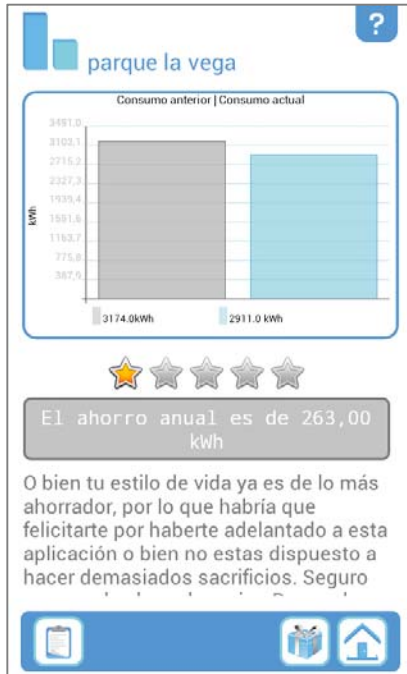 ?
parque la vega
Consumo anterior | Consumo actual
3491,0
3103,1
2715,2
2327,3
1939,4
1551,6
1163,7
775,8
387,9
kWh
3174.0kWh
2911.0 kWh
El ahorro anual es de 263,00
kWh
O bien tu estilo de vida ya es de lo más
ahorrador, por lo que habría que
felicitarte por haberte adelantado a esta
aplicación o bien no estas dispuesto a
hacer demasiados sacrificios. Seguro